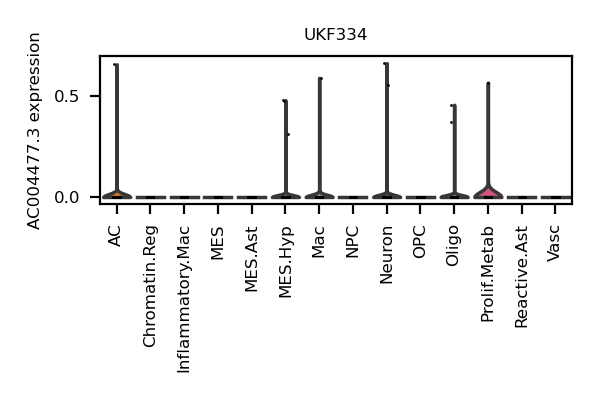 UKF334
AC004477.3 expression
0.5
0.0
AC
Chromatin.Reg
Inflammatory.Mac
MES
MES.Ast
MES.Hyp
Mac
NPC
Neuron
OPC
Oligo
Prolif.Metab
Reactive.Ast
Vasc